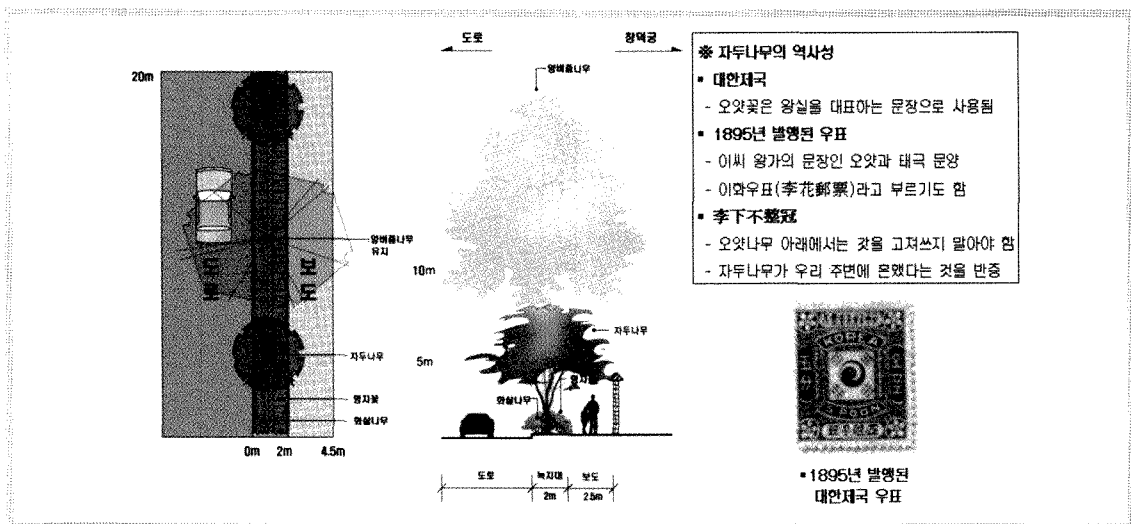 20m
도로
보도
양버즘나무
유지
자두나무
명자꽃
화살나무
0m 2m 4.5m
도로 창덕궁
양버즘나무
10m
자두나무
5m
화살나무
도로 녹지대 보도
2m 2.5m
※ 자두나무의 역사성
▪ 대한제국
- 오얏꽃은 왕실을 대표하는 문장으로 사용됨
▪ 1895년 발행된 우표
- 이씨 왕가의 문장인 오얏과 태극 문양
- 이화우표(李花郵票)라고 부르기도 함
▪ 李下不整冠
- 오얏나무 아래에서는 갓을 고쳐쓰지 말아야 함
- 자두나무가 우리 주변에 흔했다는 것을 반증
KOREA
▪ 1895년 발행된
대한제국 우표